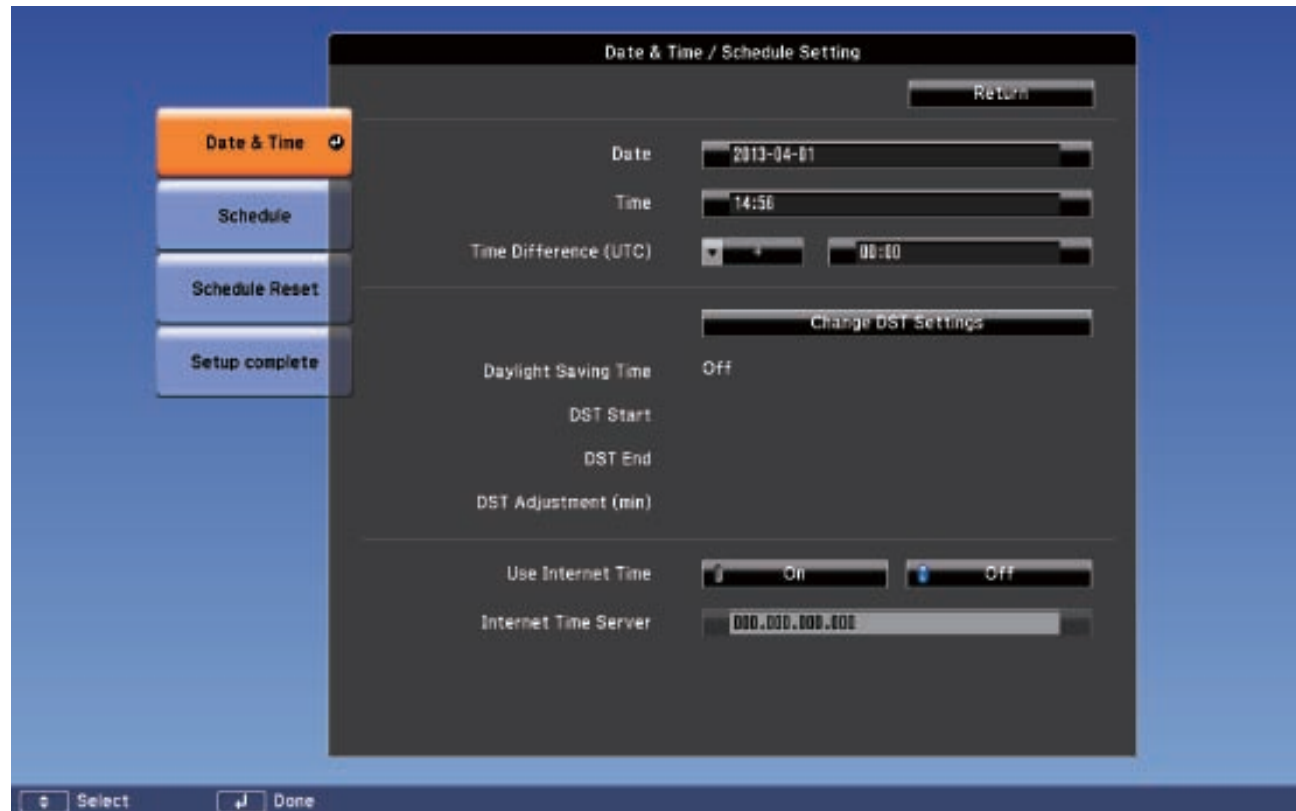 Date & Time / Schedule Setting
Return
Date & Time
Schedule
Schedule Reset
Setup complete
Date 2013-04-01
Time 14:56
Time Difference (UTC) + 00:00
Change DST Settings
Daylight Saving Time Off
DST Start
DST End
DST Adjustment (min)
Use Internet Time On Off
Internet Time Server 000.000.000.000
Select Done